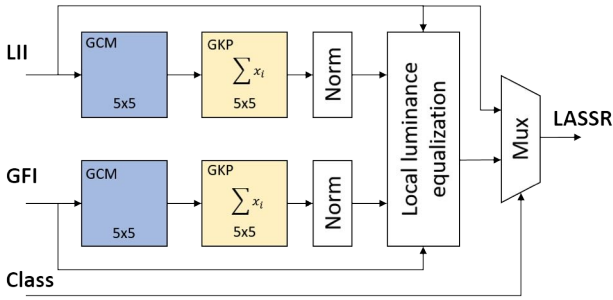 LII
GCM
5x5
GKP
∑ xᵢ
5x5
Norm
Local luminance
equalization
Mux
LASSR
GFI
GCM
5x5
GKP
∑ xᵢ
5x5
Norm
Class